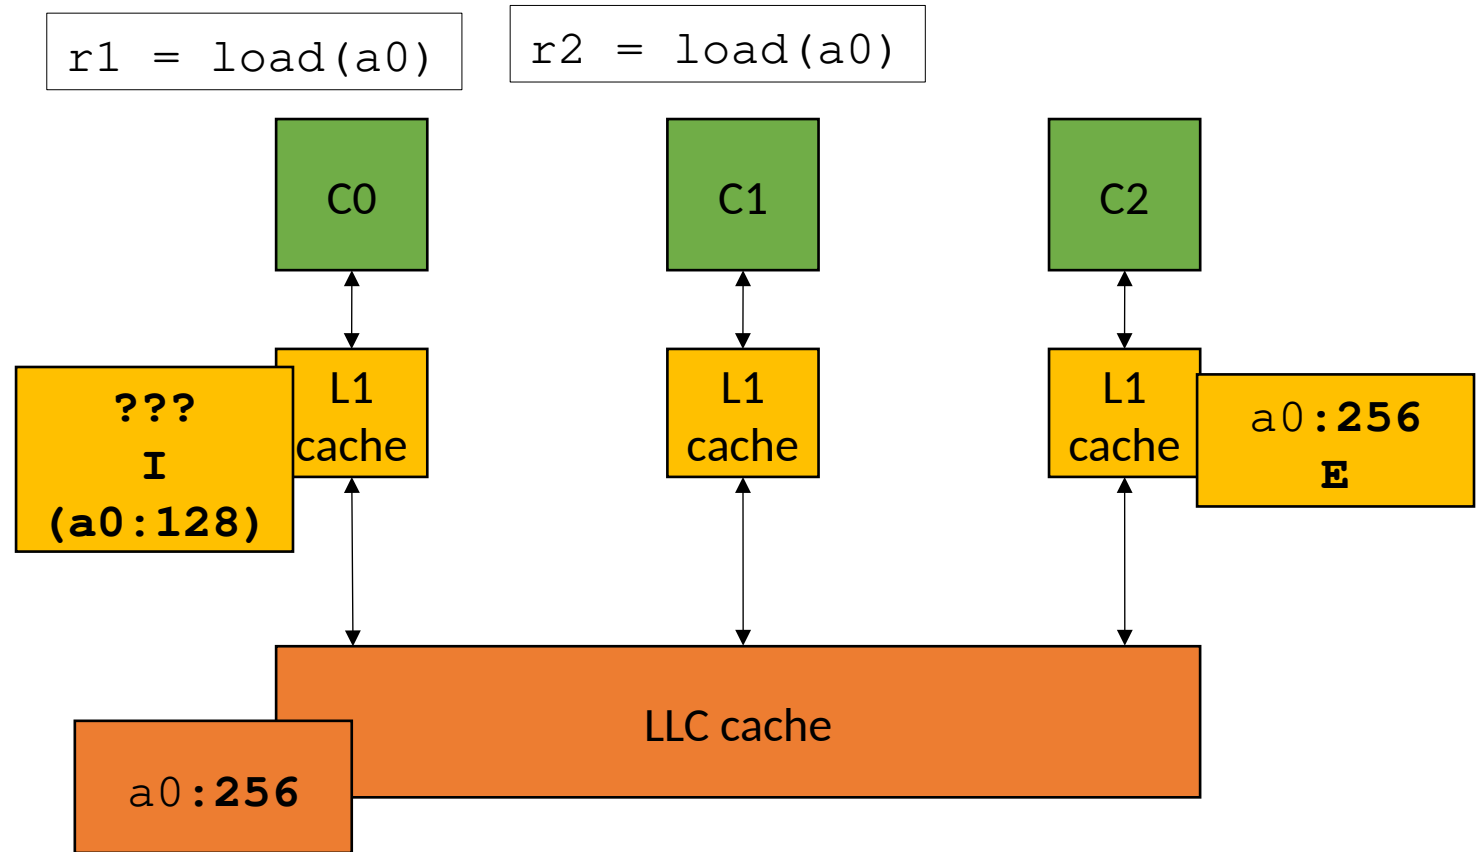 r1 = load(a0)
r2 = load(a0)
C0
C1
C2
L1
cache
L1
cache
L1
cache
???
I
(a0:128)
a0:256
E
LLC cache
a0:256